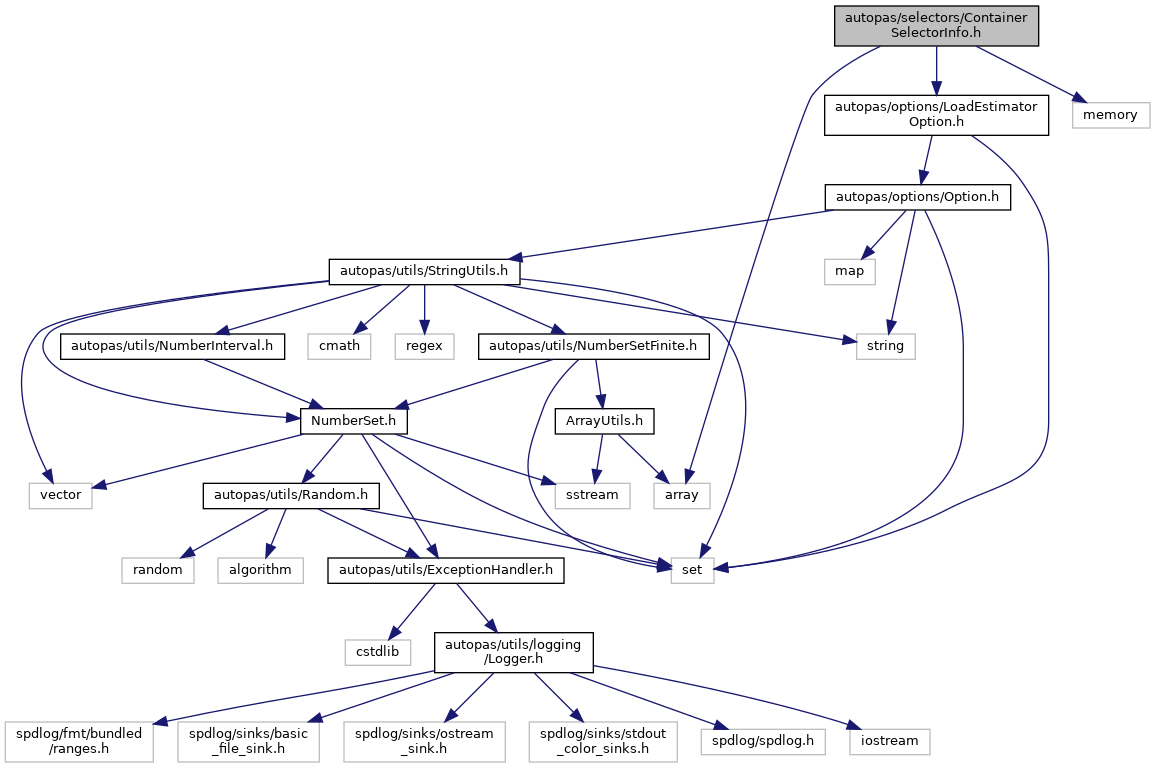 autopas/selectors/Container
SelectorInfo.h
autopas/options/LoadEstimator
Option.h
memory
autopas/options/Option.h
autopas/utils/StringUtils.h
map
autopas/utils/NumberInterval.h
cmath
regex
autopas/utils/NumberSetFinite.h
string
NumberSet.h
ArrayUtils.h
vector
autopas/utils/Random.h
sstream
array
random
algorithm
autopas/utils/ExceptionHandler.h
set
cstdlib
autopas/utils/logging
/Logger.h
spdlog/fmt/bundled
/ranges.h
spdlog/sinks/basic
_file_sink.h
spdlog/sinks/ostream
_sink.h
spdlog/sinks/stdout
_color_sinks.h
spdlog/spdlog.h
iostream